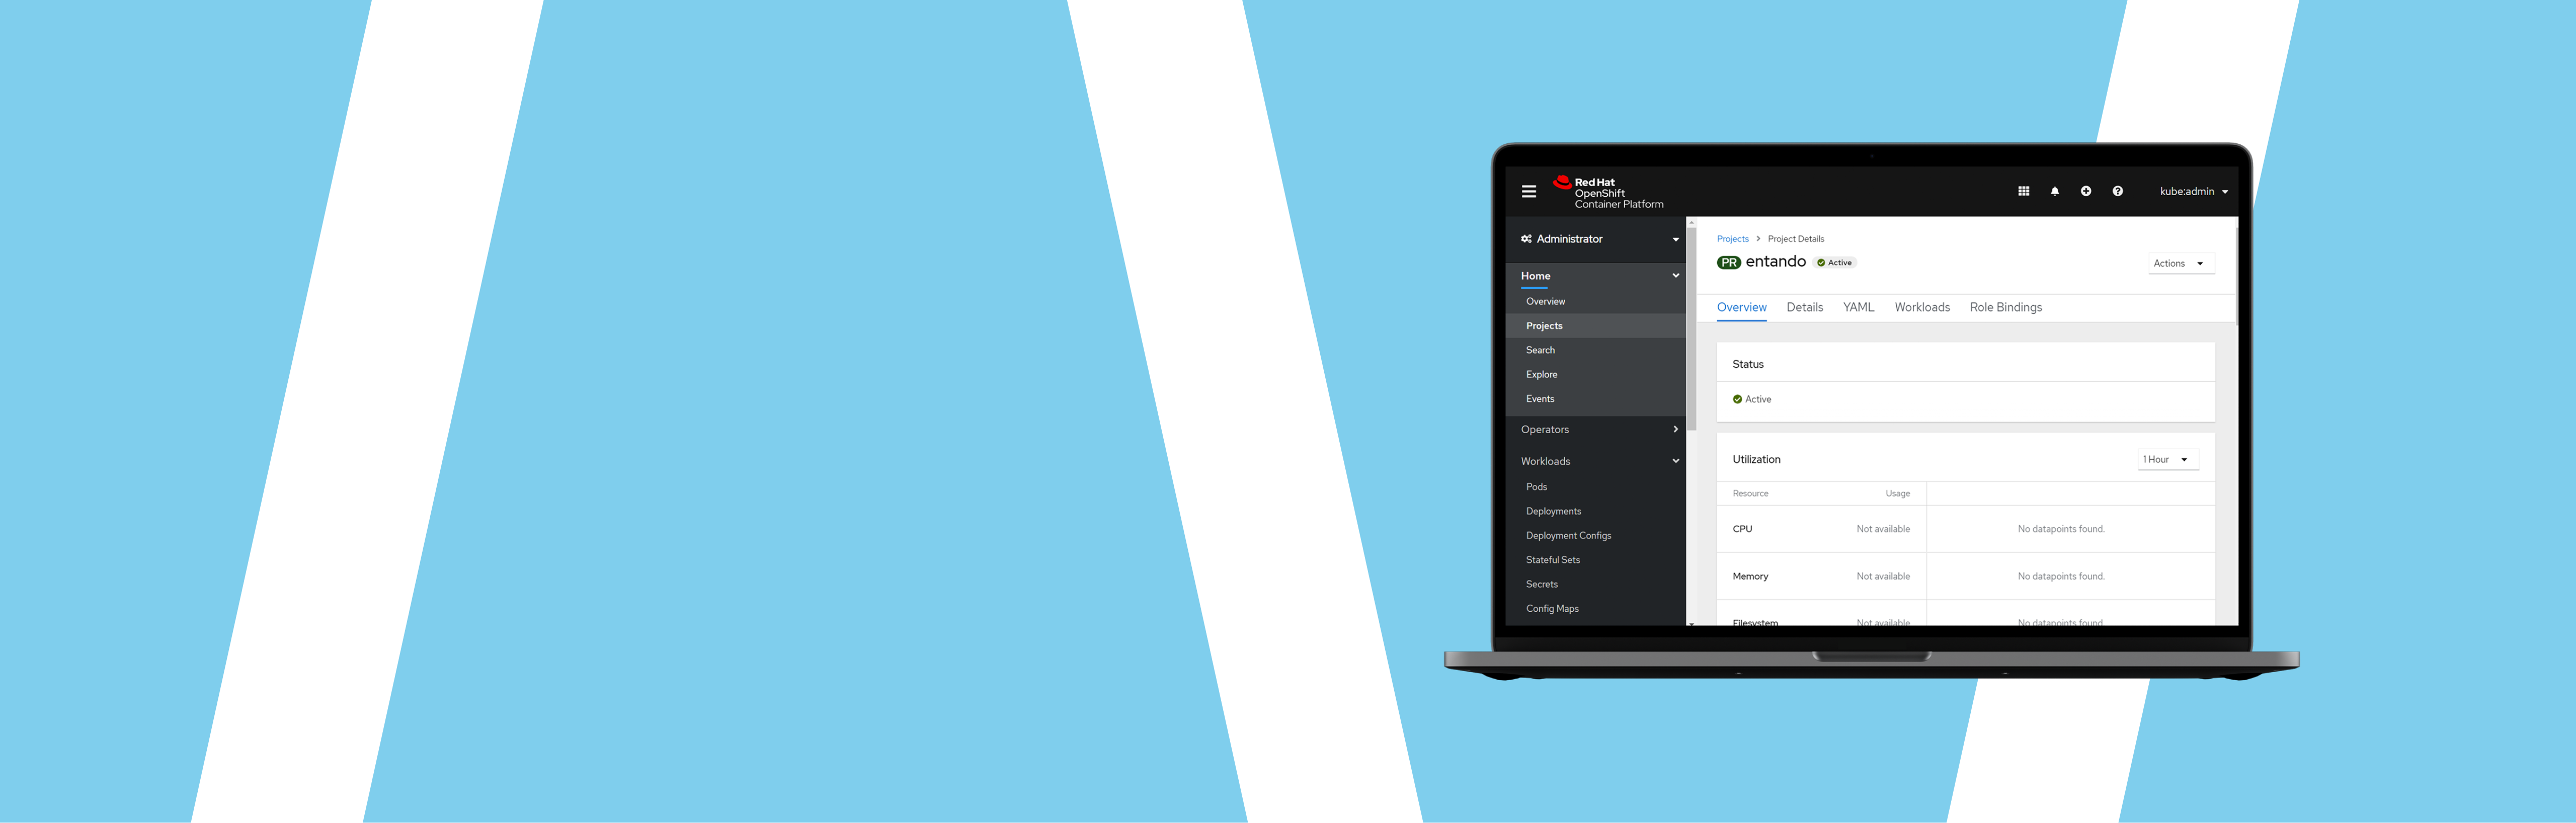 Red Hat
OpenShift
Container Platform
kube:admin
Administrator
Home
Overview
Projects
Search
Explore
Events
Operators
Workloads
Pods
Deployments
Deployment Configs
Stateful Sets
Secrets
Config Maps
Projects > Project Details
PR entando Active
Actions
Overview Details YAML Workloads Role Bindings
Status
Active
Utilization
1 Hour
Resource Usage
CPU Not available No datapoints found.
Memory Not available No datapoints found.
Filesystem Not available No datapoints found.